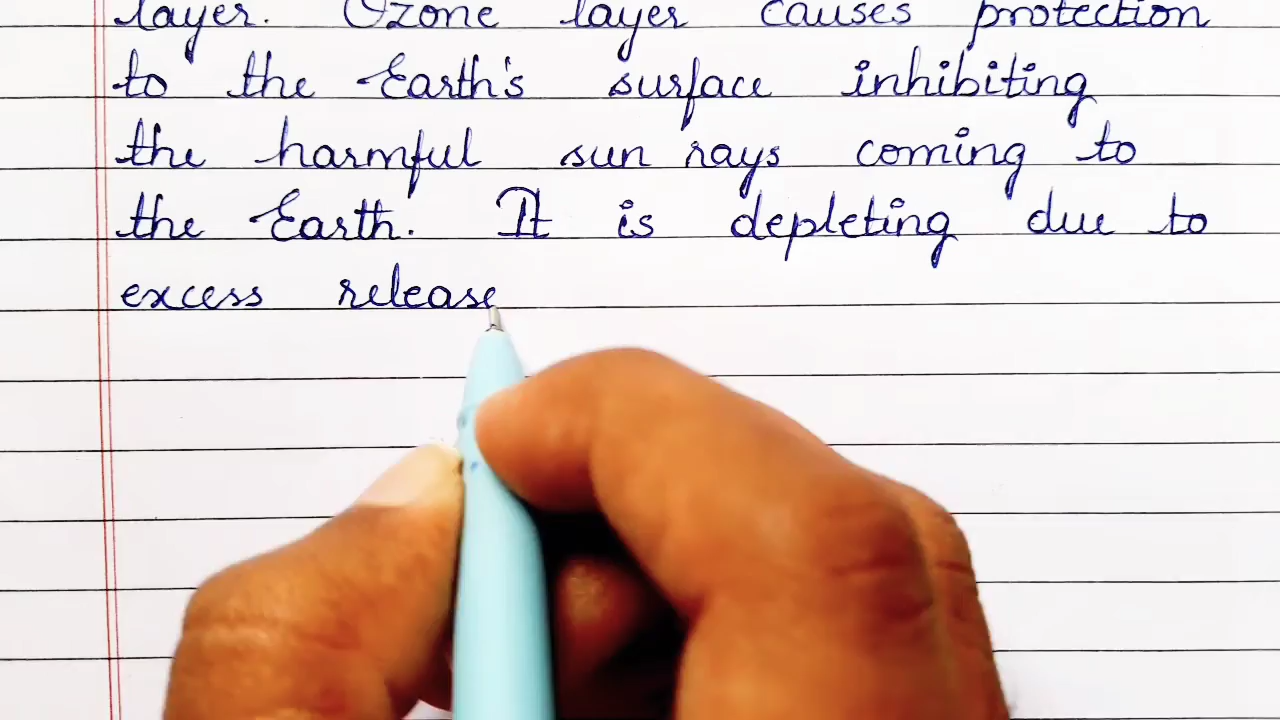 layer. Ozone layer causes protection
to the Earth's surface inhibiting
the harmful sun rays coming to
the Earth. It is depleting due to
excess release